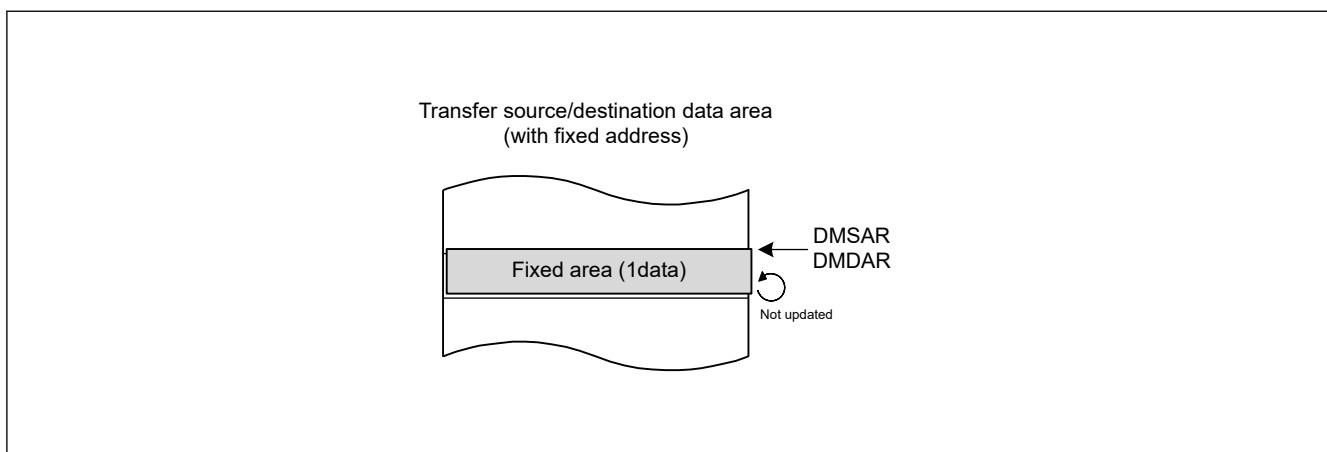 Transfer source/destination data area
(with fixed address)
DMSAR
DMDAR
Fixed area (1data)
Not updated